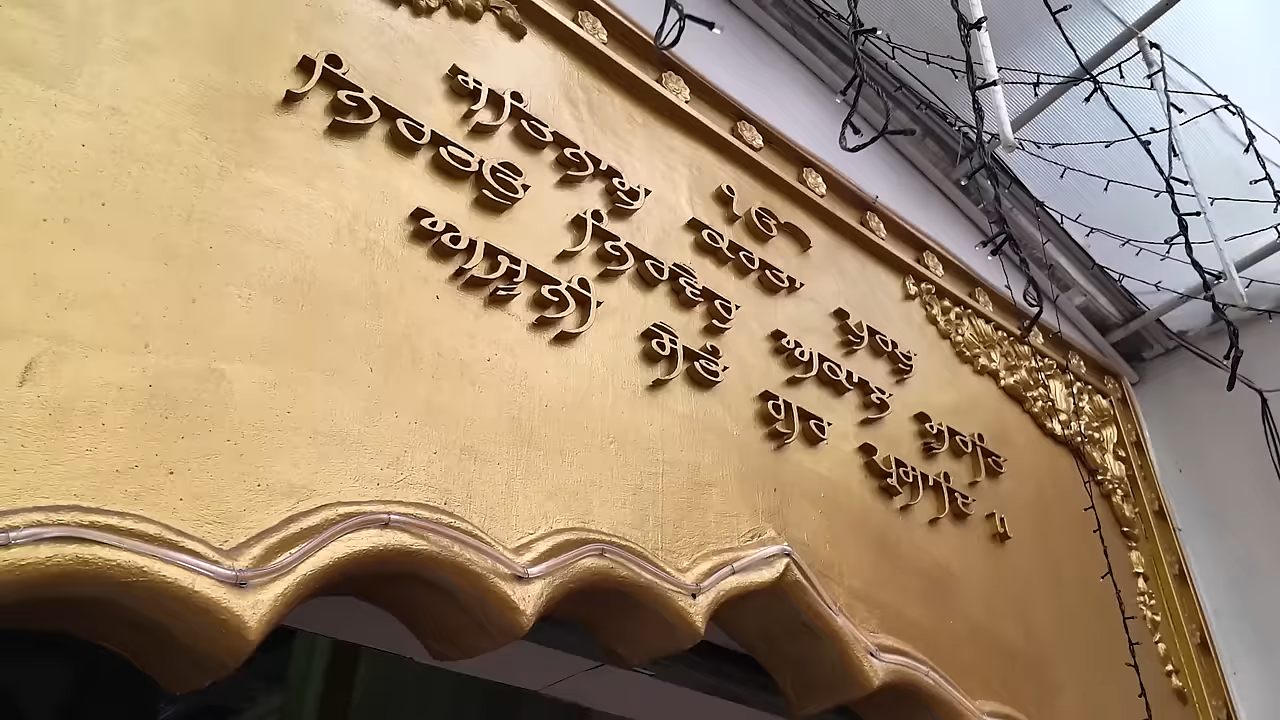 ੴ
ਸਤਿਨਾਮੁ ਕਰਤਾ ਪੁਰਖੁ
ਨਿਰਭਉ ਨਿਰਵੈਰੁ ਅਕਾਲ ਮੂਰਤਿ
ਅਜੂਨੀ ਸੈਭੰ ਗੁਰ ਪ੍ਰਸਾਦਿ ॥